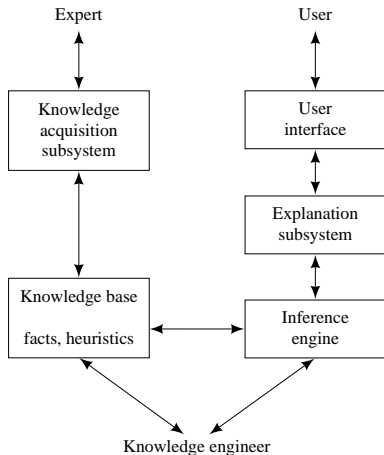 Expert
User
Knowledge
acquisition
subsystem
User
interface
Explanation
subsystem
Knowledge base
facts, heuristics
Inference
engine
Knowledge engineer